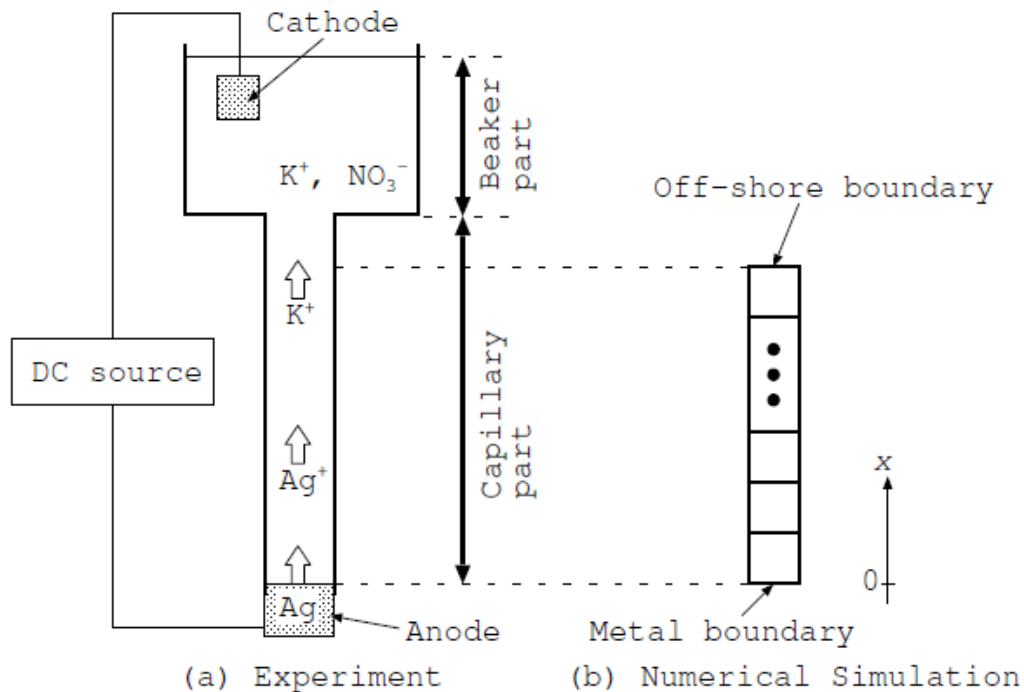 Cathode
Beaker
part
K⁺, NO₃⁻
Off-shore boundary
K⁺
DC source
Capillary
part
Ag⁺
x
0
Ag
Anode
Metal boundary
(a) Experiment
(b) Numerical Simulation